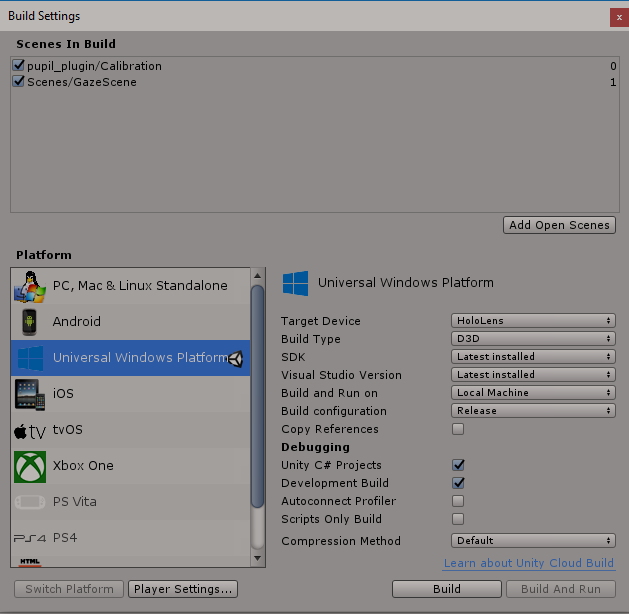 Build Settings
x
Scenes In Build
pupil_plugin/Calibration 0
Scenes/GazeScene 1
Add Open Scenes
Platform
PC, Mac & Linux Standalone
Android
Universal Windows Platform
iOS
tv tvOS
Xbox One
PS Vita
PS4 PS4
HTML
Universal Windows Platform
Target Device HoloLens
Build Type D3D
SDK Latest installed
Visual Studio Version Latest installed
Build and Run on Local Machine
Build configuration Release
Copy References
Debugging
Unity C# Projects
Development Build
Autoconnect Profiler
Scripts Only Build
Compression Method Default
Learn about Unity Cloud Build
Switch Platform Player Settings... Build Build And Run